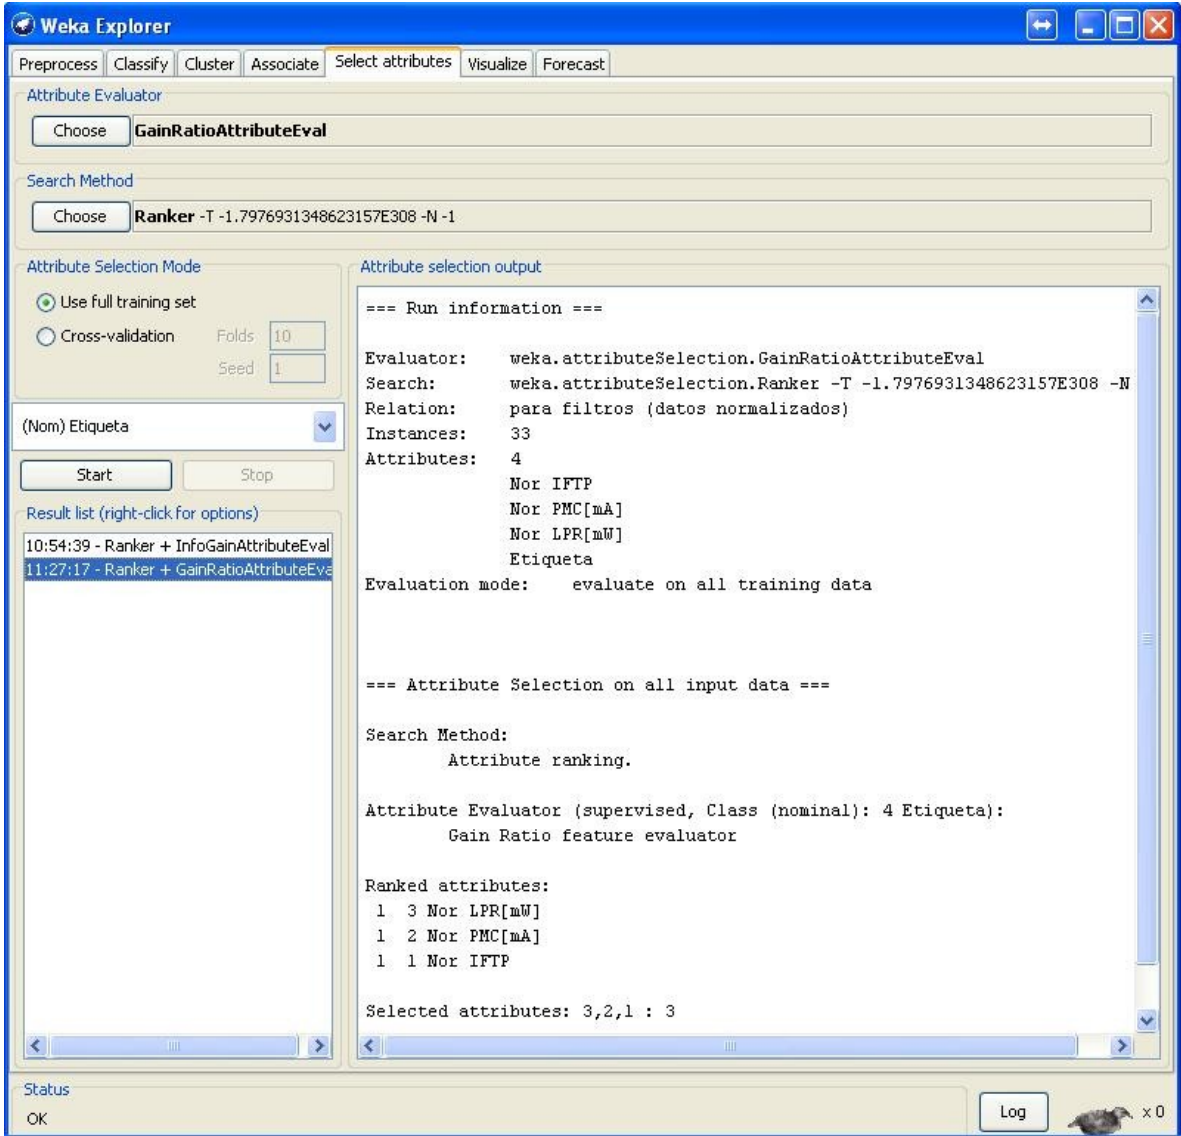 Weka Explorer
Preprocess Classify Cluster Associate Select attributes Visualize Forecast
Attribute Evaluator
Choose GainRatioAttributeEval
Search Method
Choose Ranker -T -1.7976931348623157E308 -N -1
Attribute Selection Mode
Use full training set
Cross-validation Folds 10
Seed 1
(Nom) Etiqueta
Start Stop
Result list (right-click for options)
10:54:39 - Ranker + InfoGainAttributeEval
11:27:17 - Ranker + GainRatioAttributeEva
Attribute selection output
=== Run information ===
Evaluator: weka.attributeSelection.GainRatioAttributeEval
Search: weka.attributeSelection.Ranker -T -1.7976931348623157E308 -N
Relation: para filtros (datos normalizados)
Instances: 33
Attributes: 4
Nor IFTP
Nor PMC[mA]
Nor LPR[mW]
Etiqueta
Evaluation mode: evaluate on all training data
=== Attribute Selection on all input data ===
Search Method:
Attribute ranking.
Attribute Evaluator (supervised, Class (nominal): 4 Etiqueta):
Gain Ratio feature evaluator
Ranked attributes:
1 3 Nor LPR[mW]
1 2 Nor PMC[mA]
1 1 Nor IFTP
Selected attributes: 3,2,1 : 3
Status
OK
Log x 0